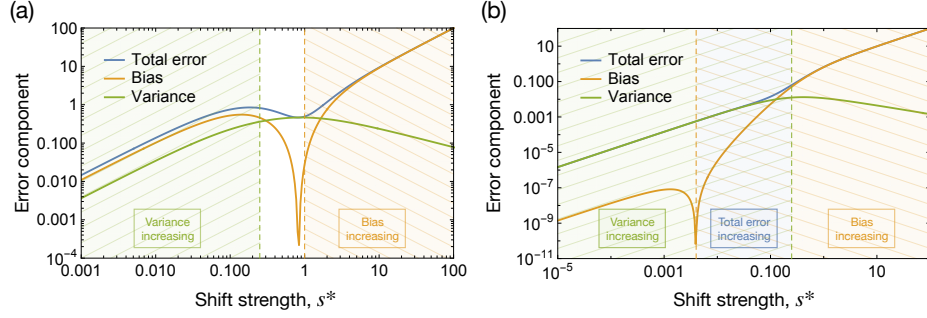 (a)
Error component
100
10
1
0.100
0.010
0.001
10⁻⁴
Total error
Bias
Variance
Variance
increasing
Bias
increasing
0.001
0.010
0.100
1
10
100
Shift strength, s*
(b)
Error component
10
0.100
0.001
10⁻⁵
10⁻⁷
10⁻⁹
10⁻¹¹
Total error
Bias
Variance
Variance
increasing
Total error
increasing
Bias
increasing
10⁻⁵
0.001
0.100
10
Shift strength, s*